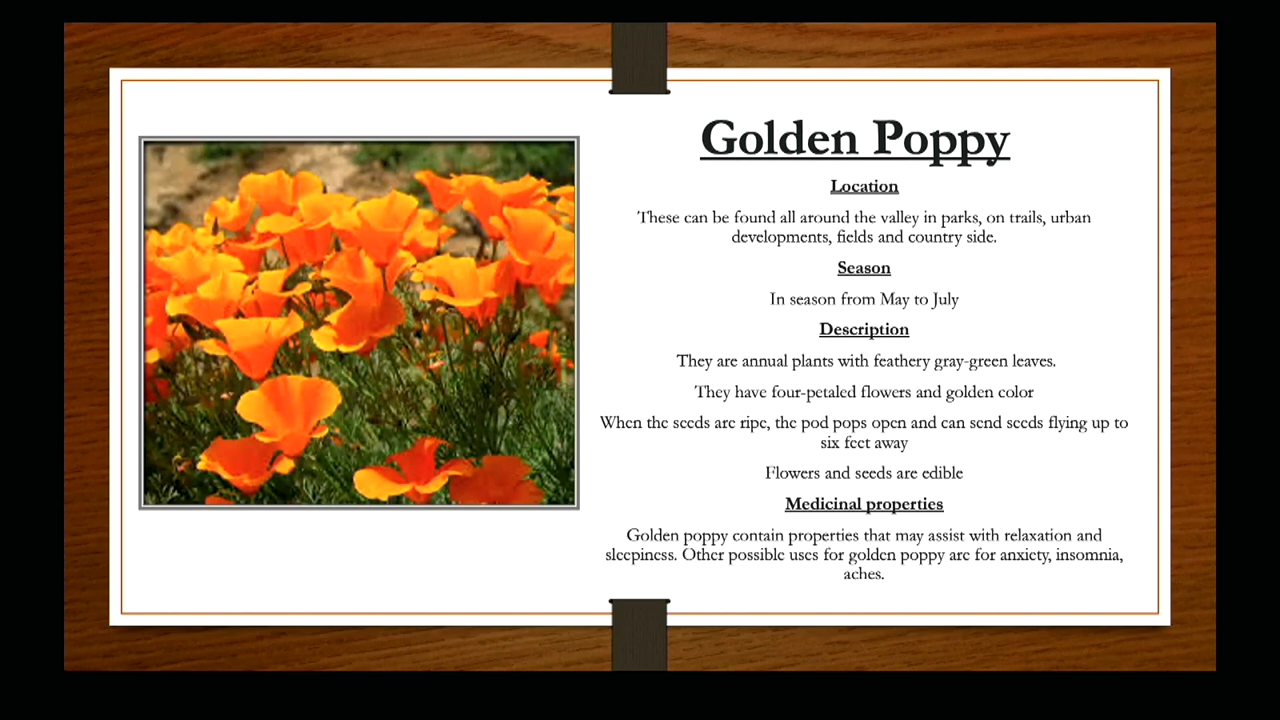 Golden Poppy
Location
These can be found all around the valley in parks, on trails, urban
developments, fields and country side.
Season
In season from May to July
Description
They are annual plants with feathery gray-green leaves.
They have four-petaled flowers and golden color
When the seeds are ripe, the pod pops open and can send seeds flying up to
six feet away
Flowers and seeds are edible
Medicinal properties
Golden poppy contain properties that may assist with relaxation and
sleepiness. Other possible uses for golden poppy are for anxiety, insomnia,
aches.